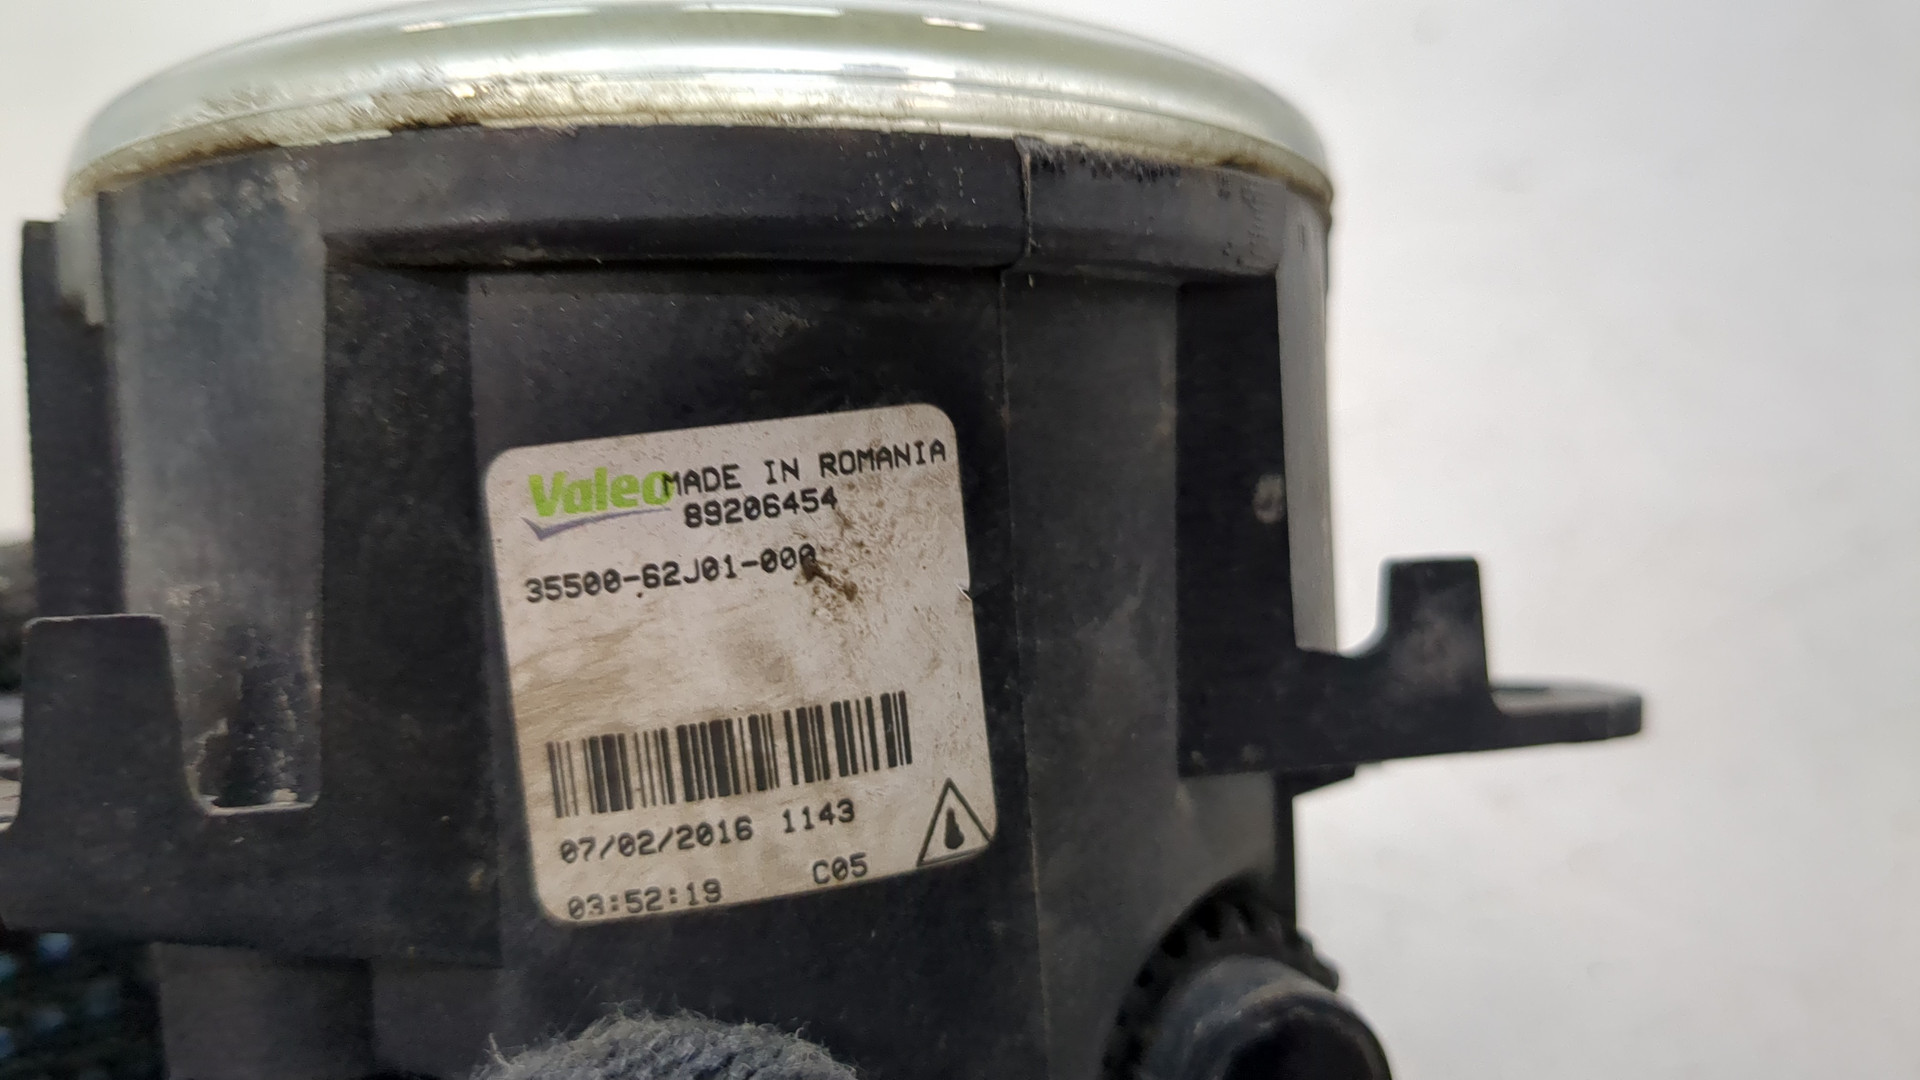 Valeo MADE IN ROMANIA
89206454
35500-62J01-000
07/02/2016 1143
03:52:19 C05